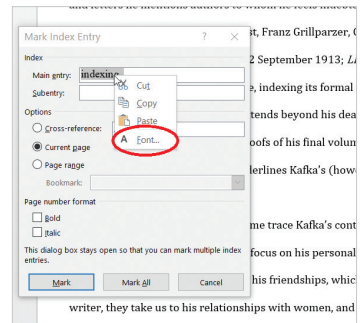 and letters he mentions authors to whom he feels indebte
Mark Index Entry ? ×
st, Franz Grillparzer,
Index
Main entry: indexing
2 September 1913;
Cut
Subentry:
e, indexing its formal
Copy
Options
tends beyond his dea
Paste
Cross-reference:
Font...
oofs of his final volum
Current page
Page range
erlines Kafka's (how
Bookmark:
Page number format
Bold
me trace Kafka's cont
Italic
This dialog box stays open so that you can mark multiple index
focus on his personal
entries.
Mark Mark All Cancel
his friendships, whic
writer, they take us to his relationships with women, and